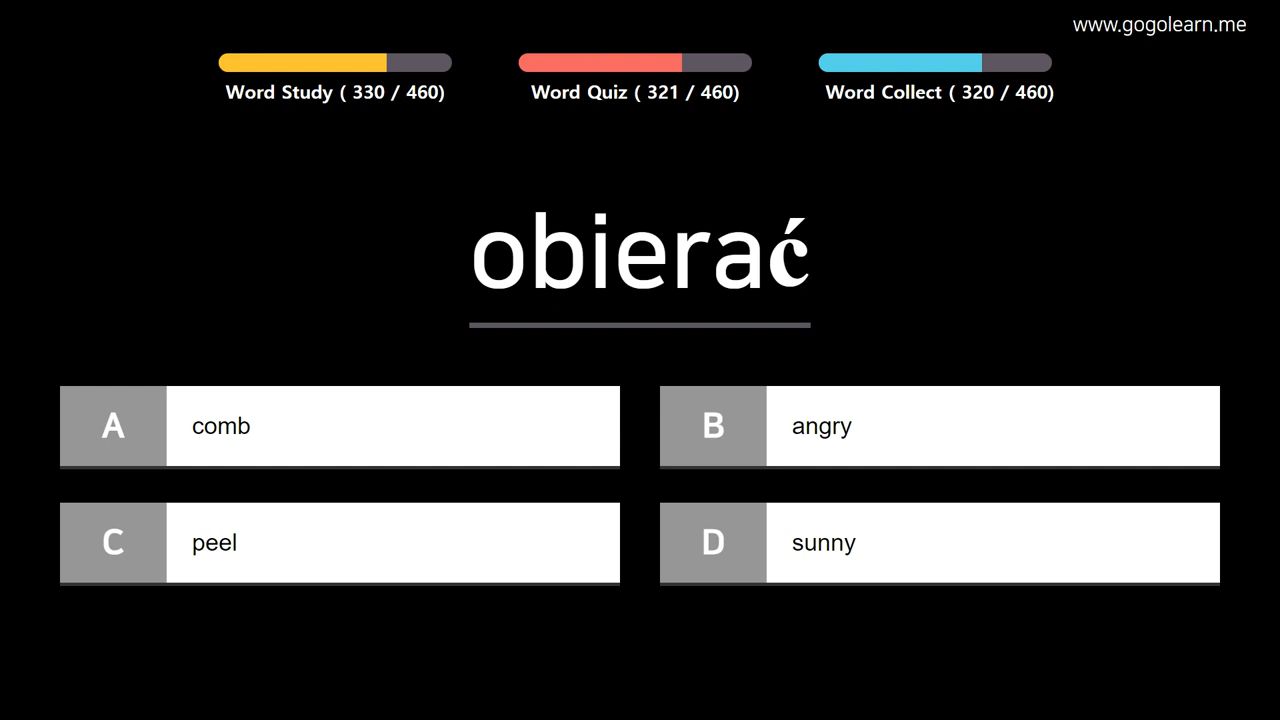 www.gogolearn.me
Word Study ( 330 / 460)
Word Quiz ( 321 / 460)
Word Collect ( 320 / 460)
obierać
A comb
B angry
C peel
D sunny